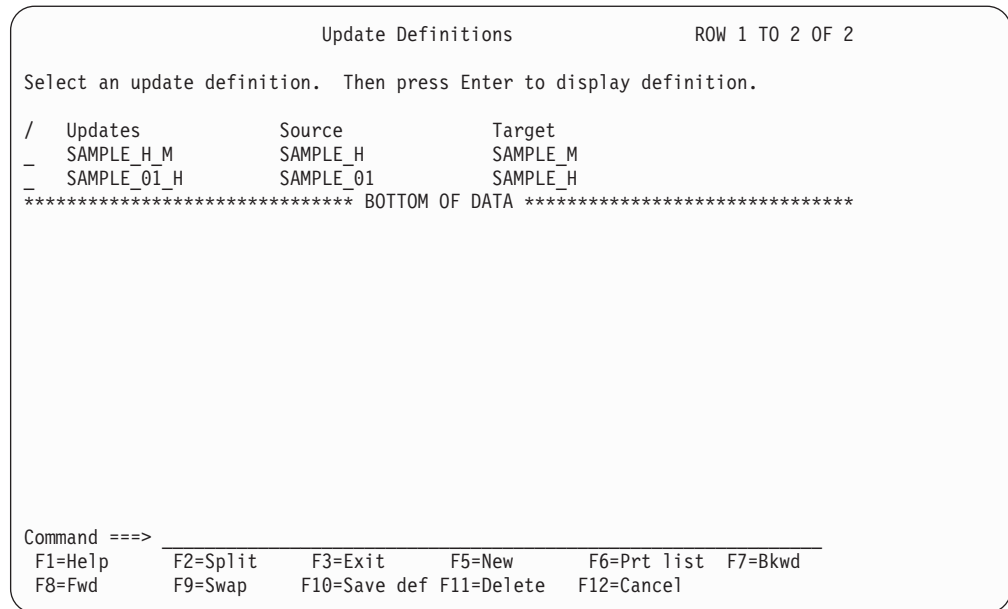 Update Definitions ROW 1 TO 2 OF 2
Select an update definition. Then press Enter to display definition.
/ Updates Source Target
_ SAMPLE_H_M SAMPLE_H SAMPLE_M
_ SAMPLE_01_H SAMPLE_01 SAMPLE_H
******************************* BOTTOM OF DATA *******************************
Command ===> ______________________________________________________________
F1=Help F2=Split F3=Exit F5=New F6=Prt list F7=Bkwd
F8=Fwd F9=Swap F10=Save def F11=Delete F12=Cancel